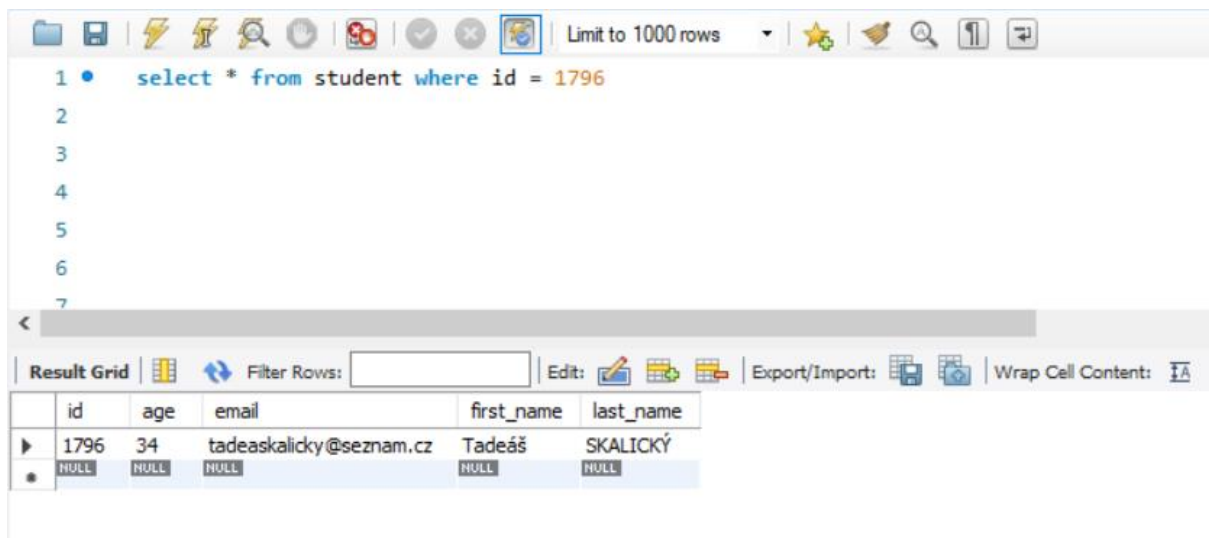 Limit to 1000 rows
1 select * from student where id = 1796
2
3
4
5
6
7
Result Grid Filter Rows: Edit: Export/Import: Wrap Cell Content: IA
id age email first_name last_name
1796 34 tadeaskalicky@seznam.cz Tadeáš SKALICKÝ
NULL NULL NULL NULL NULL